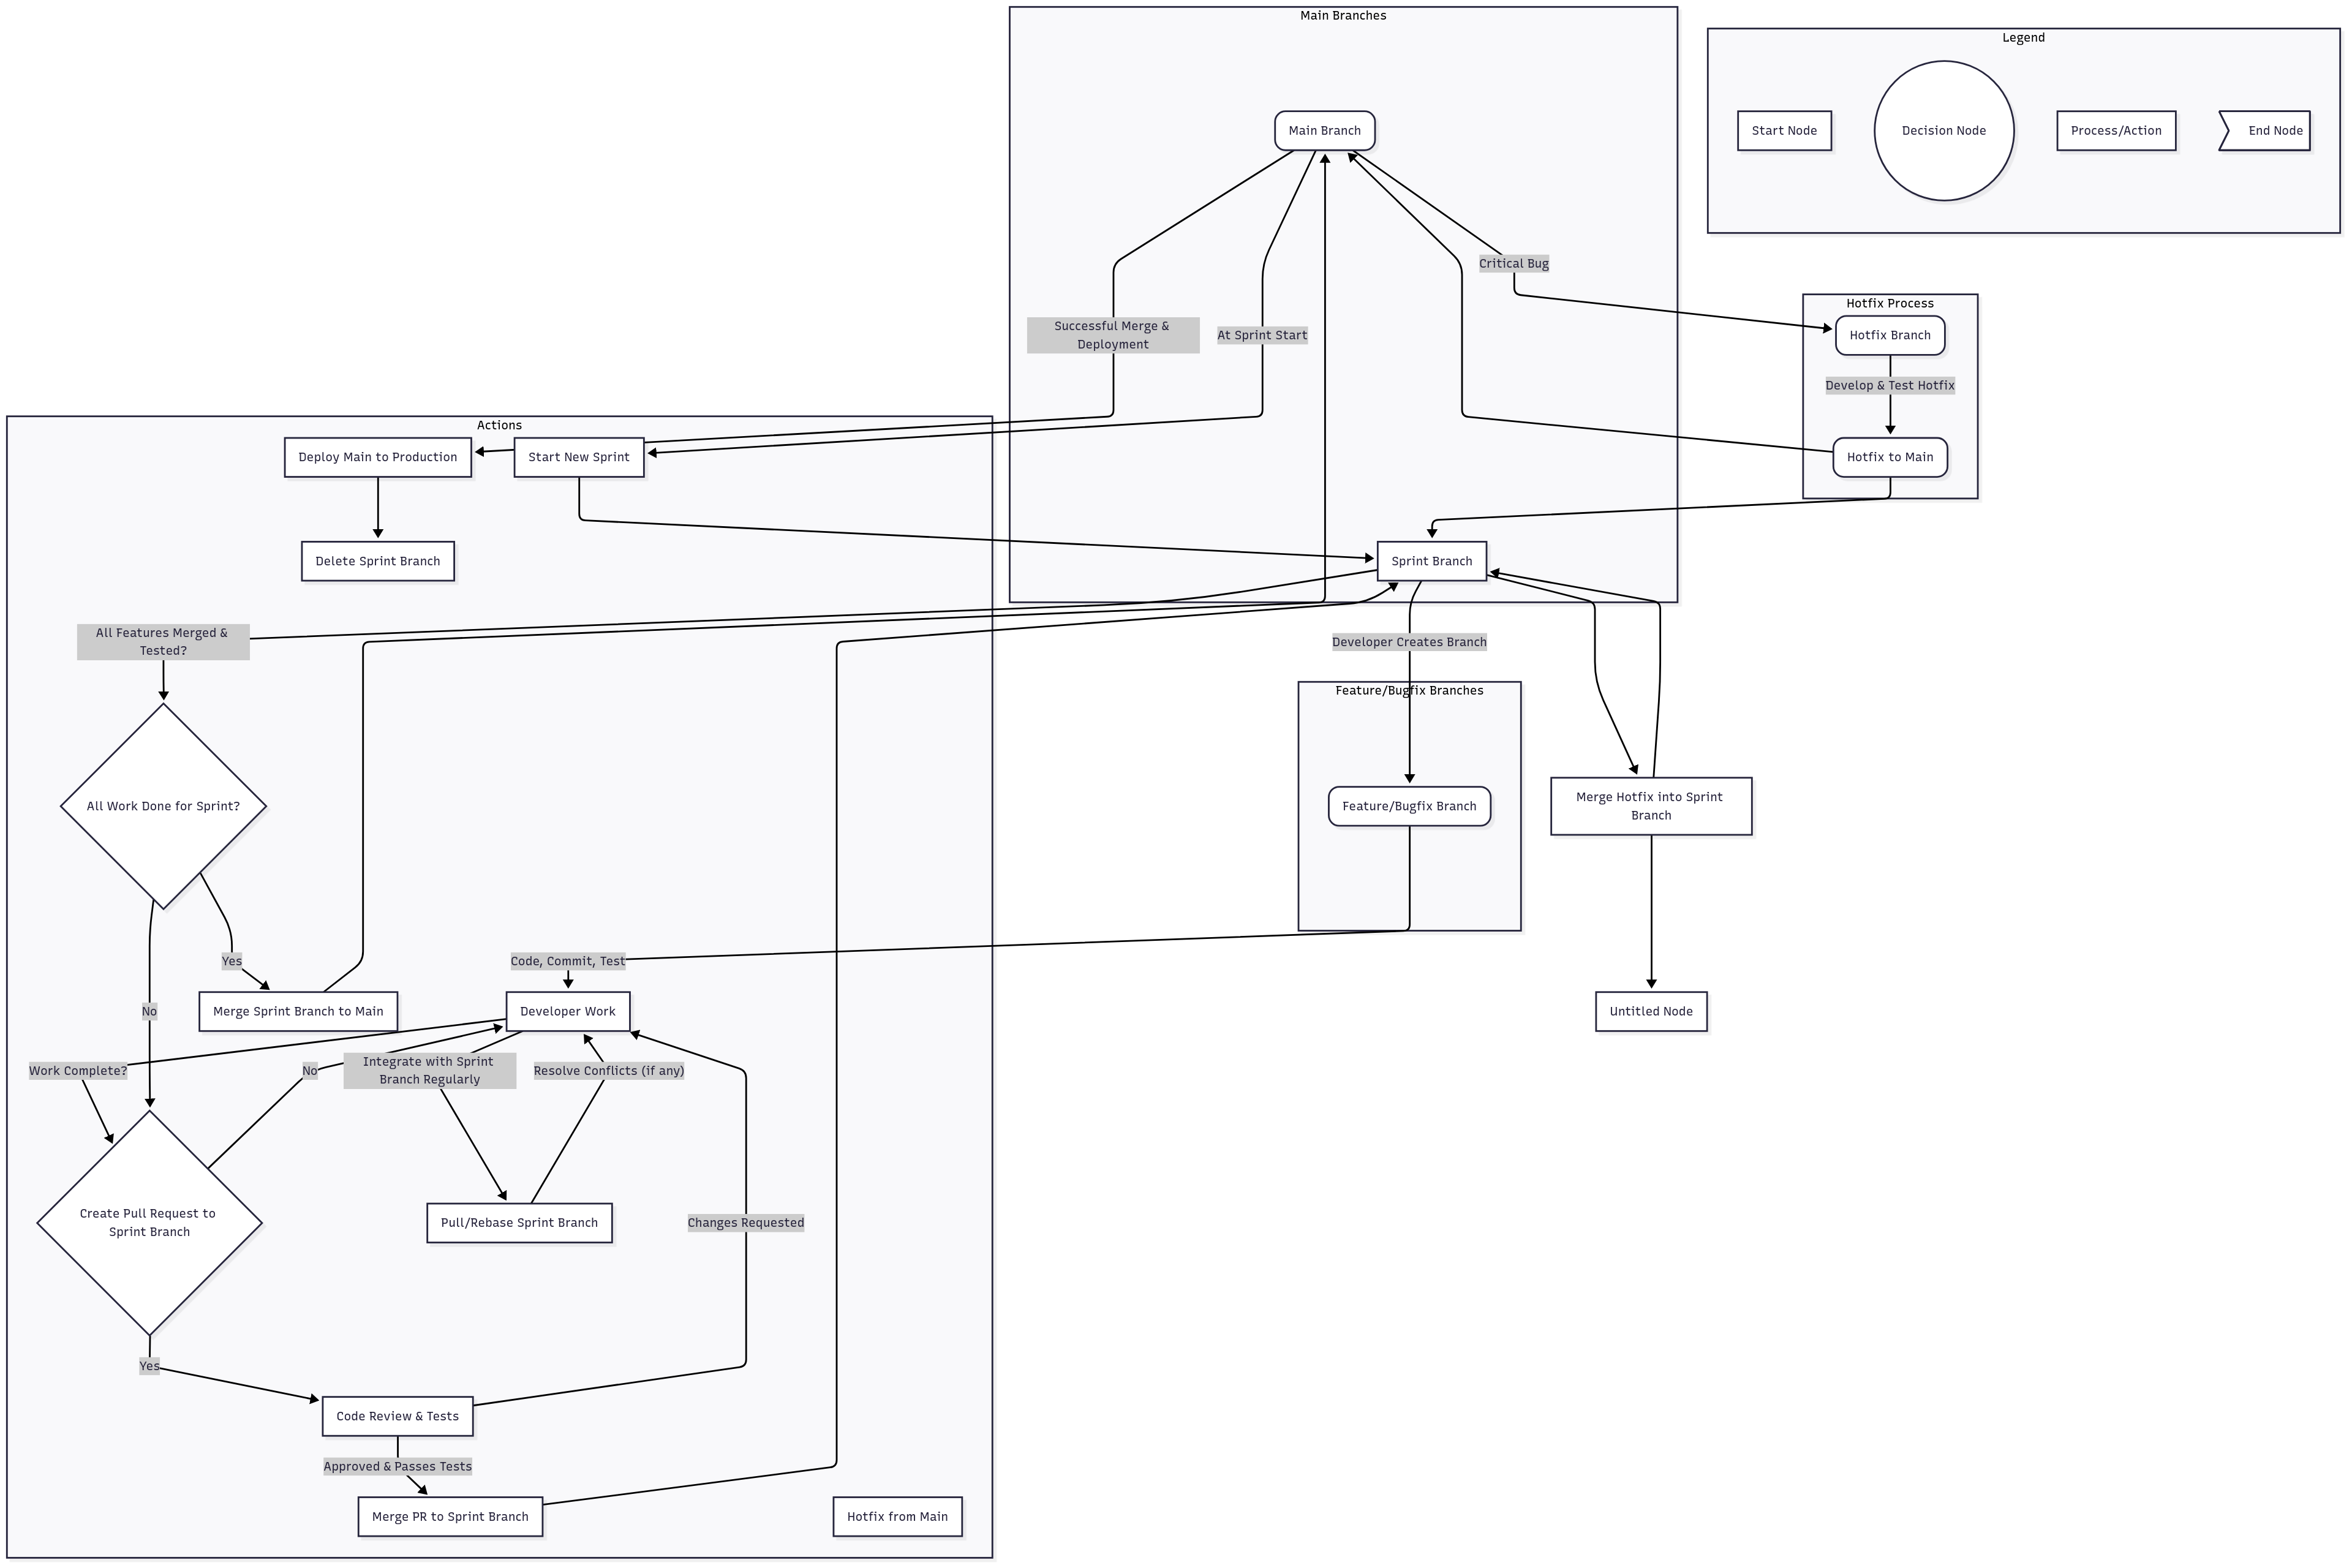 Main Branches
Legend
Main Branch
Start Node
Decision Node
Process/Action
End Node
Critical Bug
Hotfix Process
Successful Merge &
Deployment
At Sprint Start
Hotfix Branch
Develop & Test Hotfix
Actions
Deploy Main to Production
Start New Sprint
Hotfix to Main
Delete Sprint Branch
Sprint Branch
All Features Merged &
Tested?
Developer Creates Branch
Feature/Bugfix Branches
All Work Done for Sprint?
Feature/Bugfix Branch
Merge Hotfix into Sprint
Branch
Yes
Code, Commit, Test
No
Merge Sprint Branch to Main
Developer Work
Untitled Node
Work Complete?
No
Integrate with Sprint
Branch Regularly
Resolve Conflicts (if any)
Create Pull Request to
Sprint Branch
Pull/Rebase Sprint Branch
Changes Requested
Yes
Code Review & Tests
Approved & Passes Tests
Merge PR to Sprint Branch
Hotfix from Main